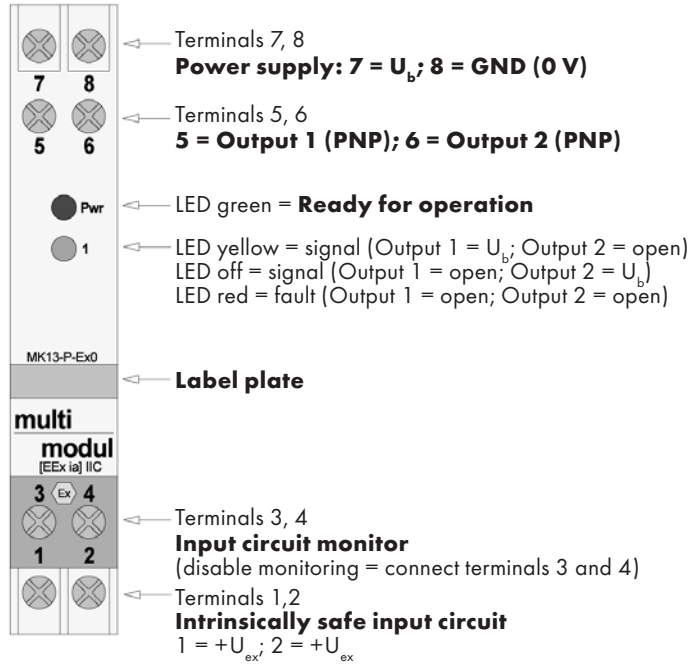 Terminals 7, 8
Power supply: 7 = U_b; 8 = GND (0 V)
7 8
Terminals 5, 6
5 = Output 1 (PNP); 6 = Output 2 (PNP)
5 6
Pwr
LED green = Ready for operation
1
LED yellow = signal (Output 1 = U_b; Output 2 = open)
LED off = signal (Output 1 = open; Output 2 = U_b)
LED red = fault (Output 1 = open; Output 2 = open)
MK13-P-Ex0
Label plate
multi
modul
[EEx ia] IIC
3 Ex 4
Terminals 3, 4
Input circuit monitor
(disable monitoring = connect terminals 3 and 4)
1 2
Terminals 1,2
Intrinsically safe input circuit
1 = +U_ex; 2 = +U_ex